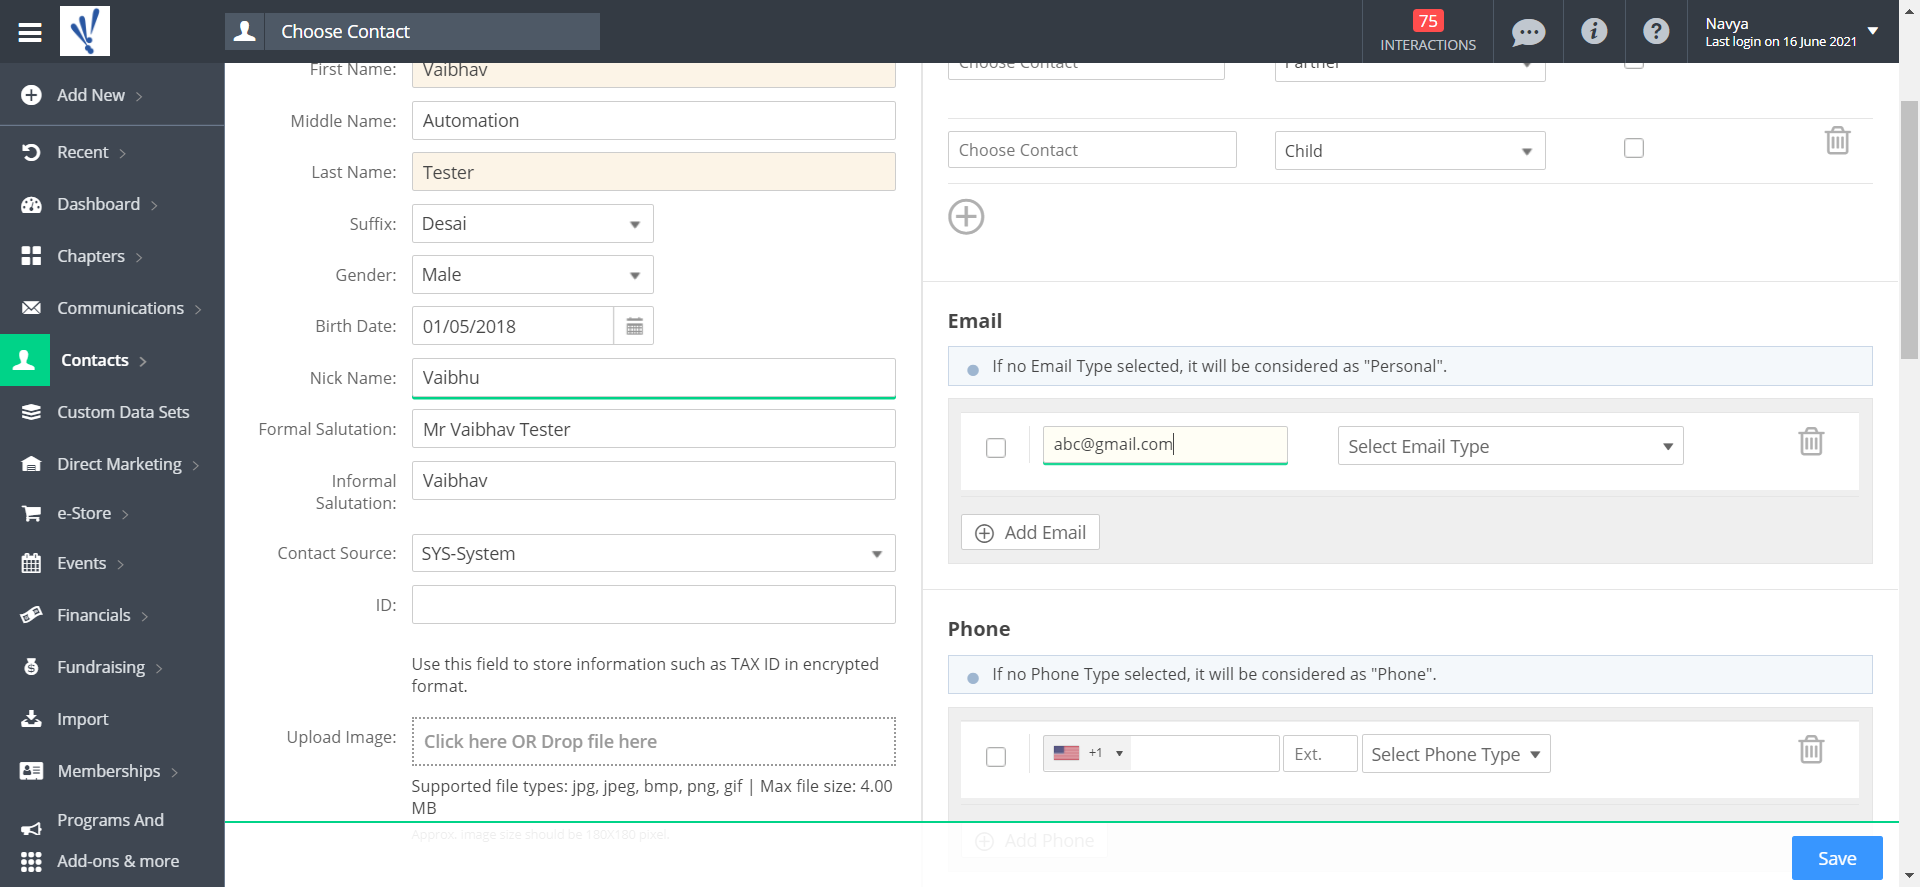 Choose Contact
75
INTERACTIONS
i
?
Navya
Last login on 16 June 2021
Add New
Recent
Dashboard
Chapters
Communications
Contacts
Custom Data Sets
Direct Marketing
e-Store
Events
Financials
Fundraising
Import
Memberships
Programs And
Add-ons & more
First Name: Vaibhav
Middle Name: Automation
Last Name: Tester
Suffix: Desai
Gender: Male
Birth Date: 01/05/2018
Nick Name: Vaibhu
Formal Salutation: Mr Vaibhav Tester
Informal
Salutation:
Vaibhav
Contact Source: SYS-System
ID:
Use this field to store information such as TAX ID in encrypted
format.
Upload Image: Click here OR Drop file here
Supported file types: jpg, jpeg, bmp, png, gif | Max file size: 4.00
MB
Approx. image size should be 180X180 pixel.
Choose Contact Partner
Choose Contact Child
Email
If no Email Type selected, it will be considered as "Personal".
abc@gmail.com Select Email Type
Add Email
Phone
If no Phone Type selected, it will be considered as "Phone".
+1 Ext. Select Phone Type
Add Phone
Save